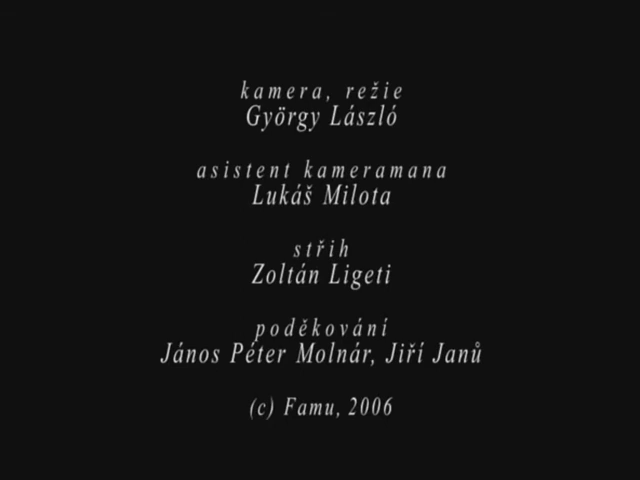 kamera, režie
György László
asistent kameramana
Lukáš Milota
střih
Zoltán Ligeti
poděkování
János Péter Molnár, Jiří Janů
(c) Famu, 2006